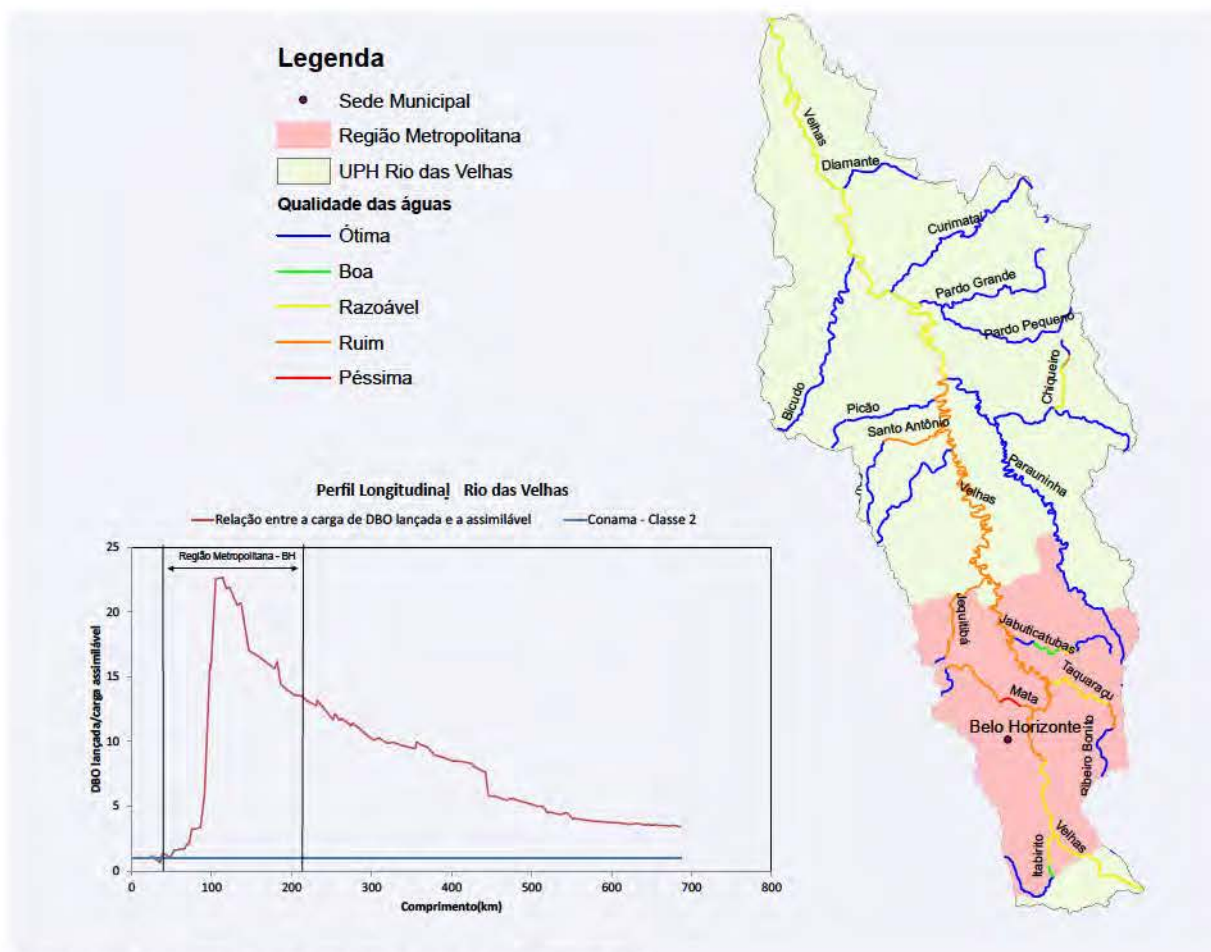 Legenda
Sede Municipal
Região Metropolitana
UPH Rio das Velhas
Qualidade das águas
Ótima
Boa
Razoável
Ruim
Péssima
Velhas
Diamante
Curimataí
Pardo Grande
Pardo Pequeno
Chiqueiro
Bicudo
Picão
Santo Antônio
Parauninha
Velhas
Jequitibá
Jabuticatubas
Taquaraçu
Mata
Belo Horizonte
Ribeiro Bonito
Velhas
Itabirito
Perfil Longitudinal Rio das Velhas
Relação entre a carga de DBO lançada e a assimilável
Conama - Classe 2
Região Metropolitana - BH
DBO lançada/carga assimilável
25
20
15
10
5
0
0 100 200 300 400 500 600 700 800
Comprimento(km)